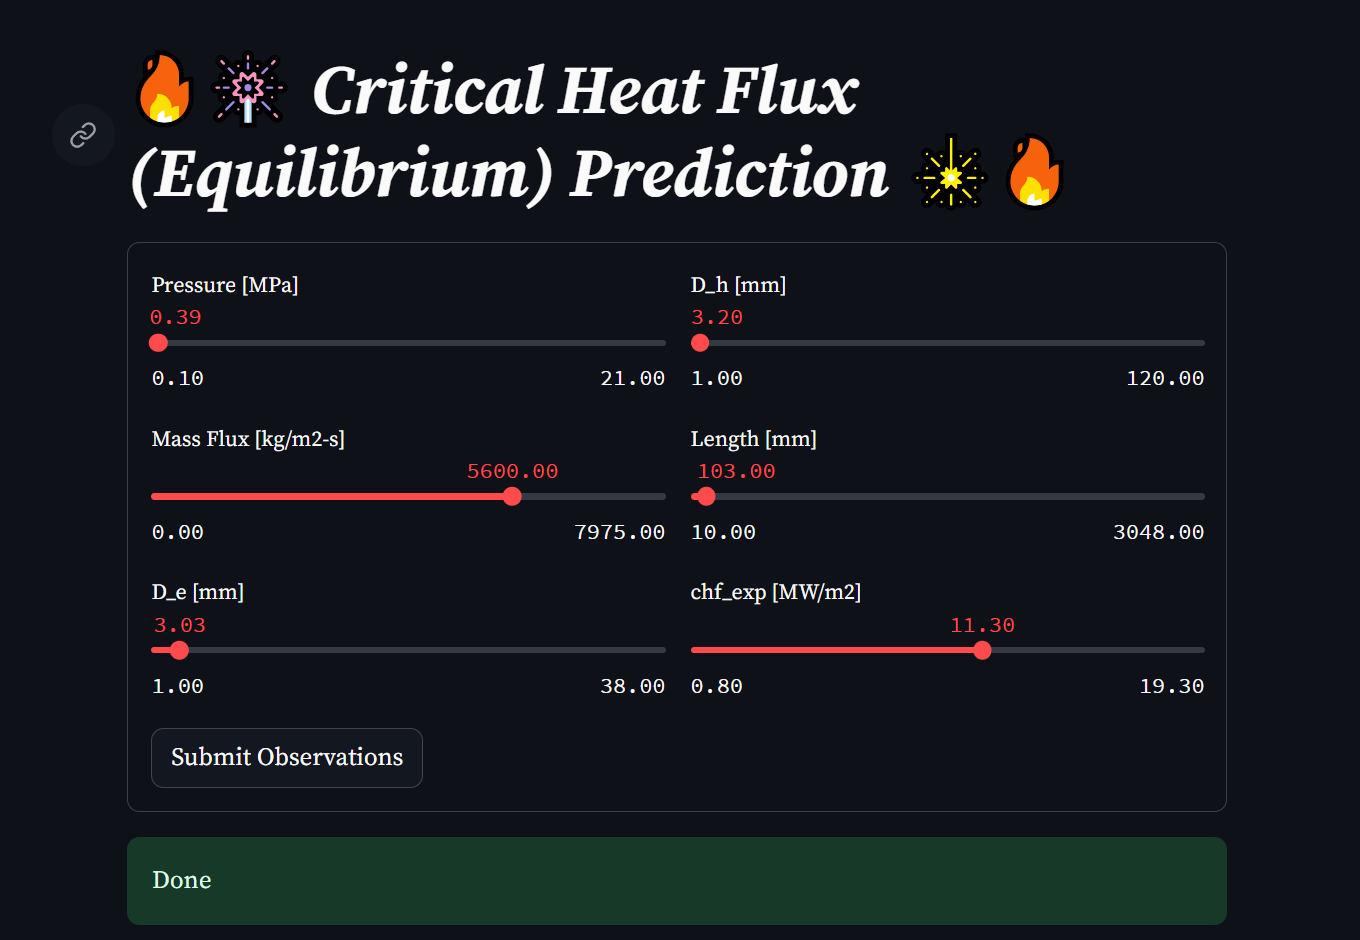 Critical Heat Flux
(Equilibrium) Prediction
Pressure [MPa]
0.39
0.10 21.00
D_h [mm]
3.20
1.00 120.00
Mass Flux [kg/m2-s]
5600.00
0.00 7975.00
Length [mm]
103.00
10.00 3048.00
D_e [mm]
3.03
1.00 38.00
chf_exp [MW/m2]
11.30
0.80 19.30
Submit Observations
Done